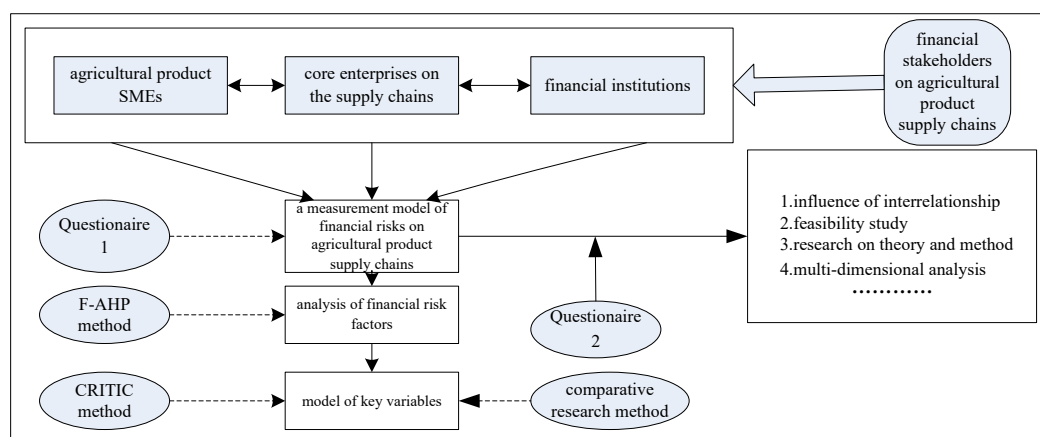 agricultural product
SMEs
core enterprises on
the supply chains
financial institutions
financial
stakeholders
on agricultural
product
supply chains
Questionaire
1
a measurement model of
financial risks on
agricultural product
supply chains
1.influence of interrelationship
2.feasibility study
3.research on theory and method
4.multi-dimensional analysis
…………
F-AHP
method
analysis of financial risk
factors
Questionaire
2
CRITIC
method
model of key variables
comparative
research method